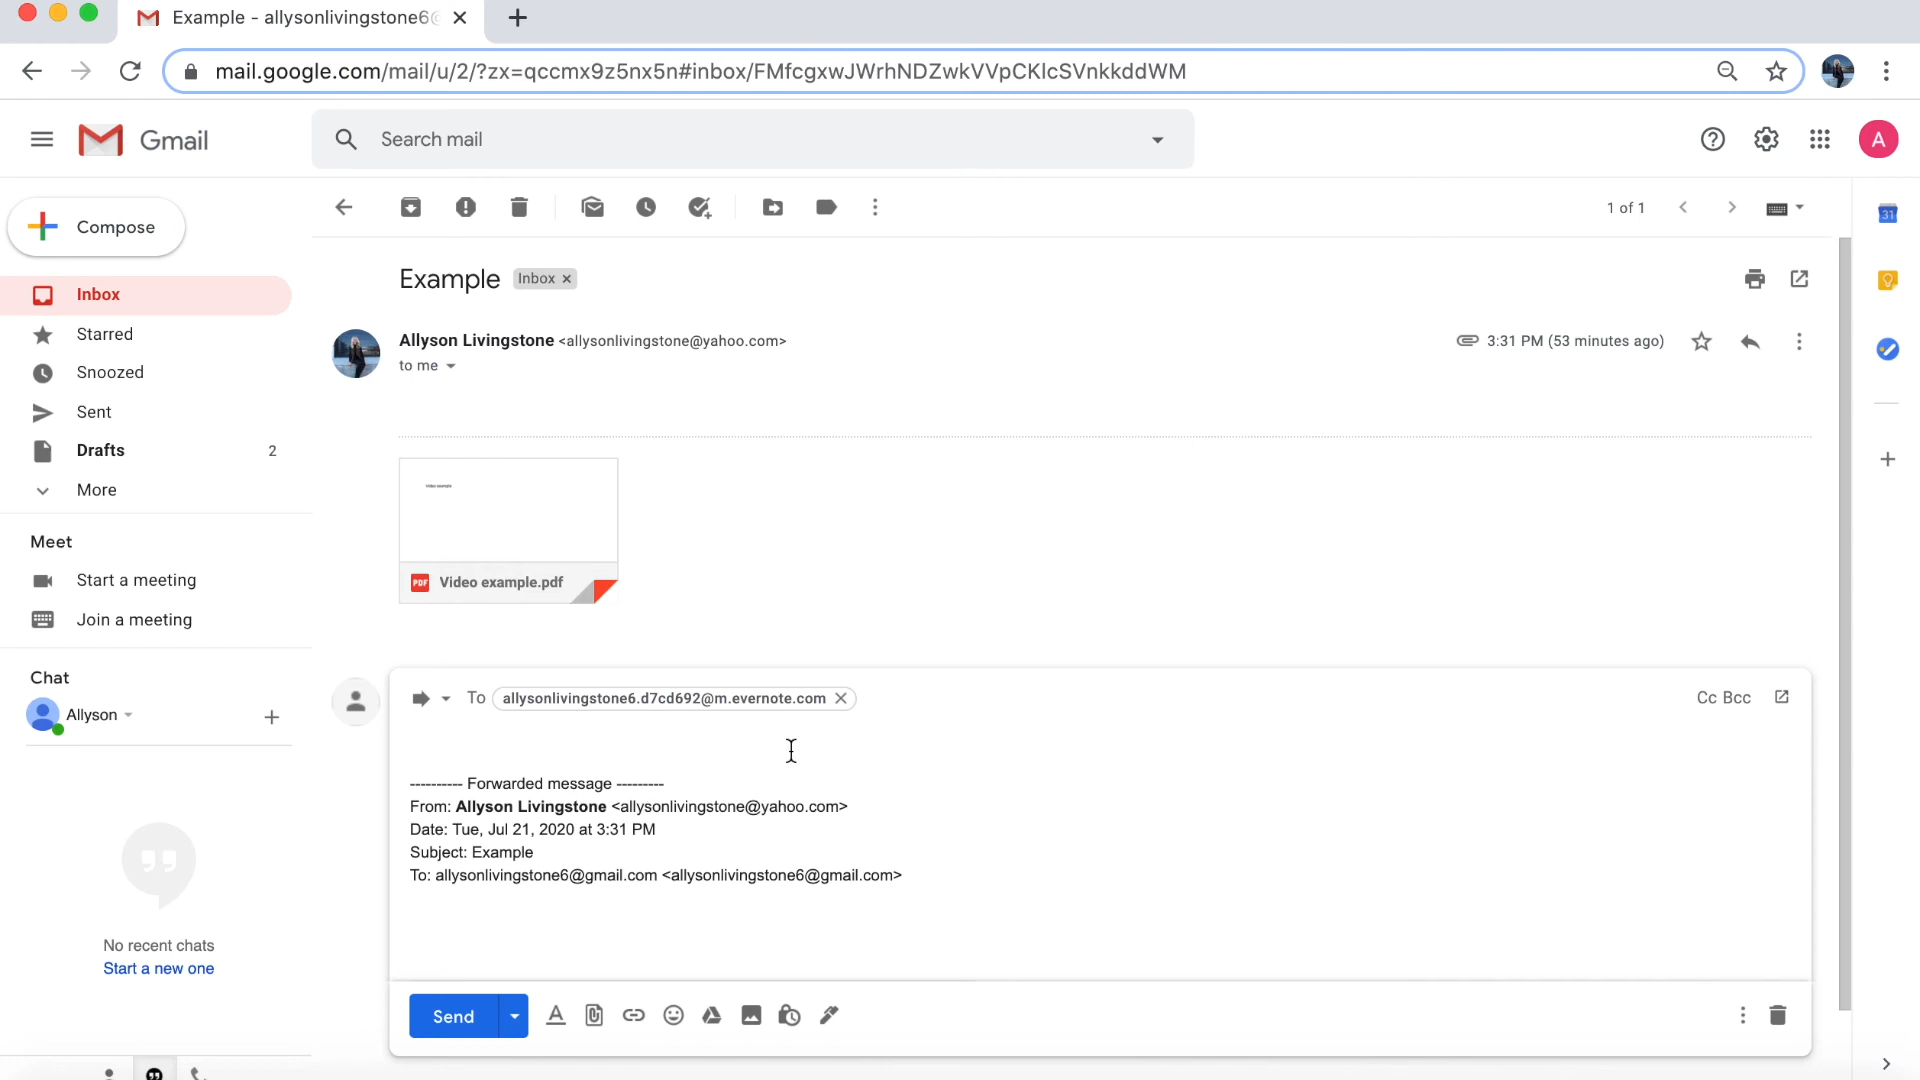 Example - allysonlivingstone6@
mail.google.com/mail/u/2/?zx=qccmx9z5nx5n#inbox/FMfcgxwJWrhNDZwkVVpCKlcSVnkkddWM
Gmail
Search mail
A
Compose
1 of 1
31
Example
Inbox ×
Inbox
Starred
Snoozed
Sent
Drafts
2
More
Allyson Livingstone <allysonlivingstone@yahoo.com>
3:31 PM (53 minutes ago)
to me
Video example
PDF
Video example.pdf
Meet
Start a meeting
Join a meeting
Chat
Allyson
No recent chats
Start a new one
To
allysonlivingstone6.d7cd692@m.evernote.com
Cc Bcc
---------- Forwarded message ---------
From: Allyson Livingstone <allysonlivingstone@yahoo.com>
Date: Tue, Jul 21, 2020 at 3:31 PM
Subject: Example
To: allysonlivingstone6@gmail.com <allysonlivingstone6@gmail.com>
Send